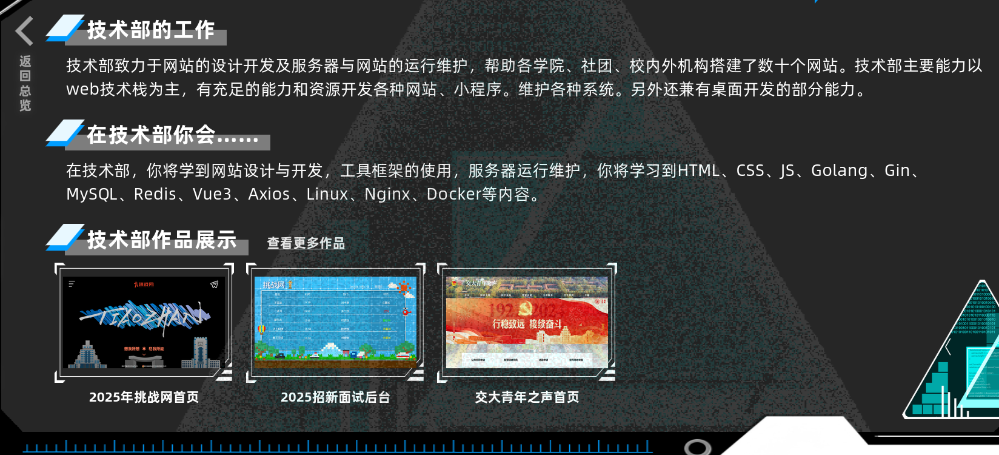 返回总览
技术部的工作
技术部致力于网站的设计开发及服务器与网站的运行维护，帮助各学院、社团、校内外机构搭建了数十个网站。技术部主要能力以
web技术栈为主，有充足的能力和资源开发各种网站、小程序。维护各种系统。另外还兼有桌面开发的部分能力。
在技术部你会……
在技术部，你将学到网站设计与开发，工具框架的使用，服务器运行维护，你将学习到HTML、CSS、JS、Golang、Gin、
MySQL、Redis、Vue3、Axios、Linux、Nginx、Docker等内容。
技术部作品展示
查看更多作品
挑战网
TIAOZHAN
想我所想
尽我所能
挑战网
交大青年之声
行稳致远 接续奋斗
2025年挑战网首页
2025招新面试后台
交大青年之声首页